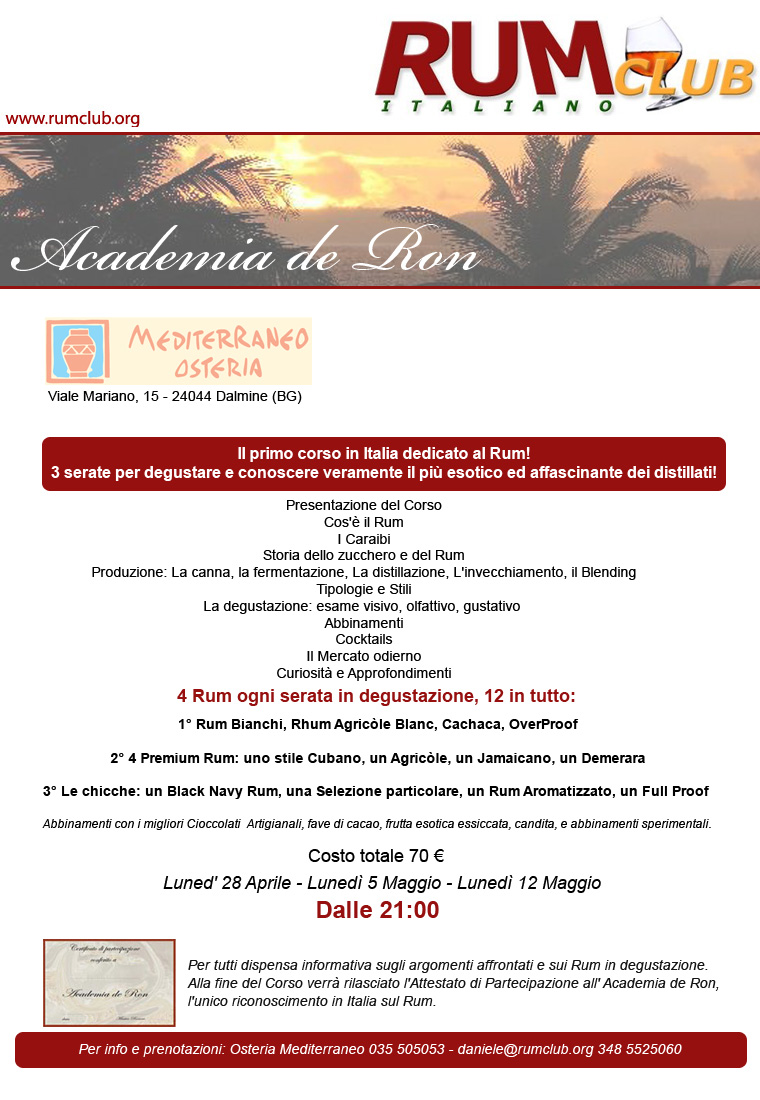 RUM CLUB
ITALIANO
www.rumclub.org
Academia de Ron
MEDITERRANEO
OSTERIA
Viale Mariano, 15 - 24044 Dalmine (BG)
Il primo corso in Italia dedicato al Rum!
3 serate per degustare e conoscere veramente il più esotico ed affascinante dei distillati!
Presentazione del Corso
Cos'è il Rum
I Caraibi
Storia dello zucchero e del Rum
Produzione: La canna, la fermentazione, La distillazione, L'invecchiamento, il Blending
Tipologie e Stili
La degustazione: esame visivo, olfattivo, gustativo
Abbinamenti
Cocktails
Il Mercato odierno
Curiosità e Approfondimenti
4 Rum ogni serata in degustazione, 12 in tutto:
1° Rum Bianchi, Rhum Agricòle Blanc, Cachaca, OverProof
2° 4 Premium Rum: uno stile Cubano, un Agricòle, un Jamaicano, un Demerara
3° Le chicche: un Black Navy Rum, una Selezione particolare, un Rum Aromatizzato, un Full Proof
Abbinamenti con i migliori Cioccolati Artigianali, fave di cacao, frutta esotica essiccata, candita, e abbinamenti sperimentali.
Costo totale 70 €
Luned' 28 Aprile - Lunedì 5 Maggio - Lunedì 12 Maggio
Dalle 21:00
Certificato di partecipazione
conferito a
Academia de Ron
Per tutti dispensa informativa sugli argomenti affrontati e sui Rum in degustazione.
Alla fine del Corso verrà rilasciato l'Attestato di Partecipazione all' Academia de Ron,
l'unico riconoscimento in Italia sul Rum.
Per info e prenotazioni: Osteria Mediterraneo 035 505053 - daniele@rumclub.org 348 5525060